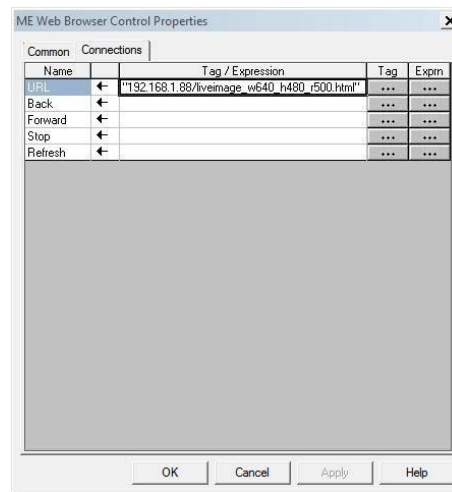 ME Web Browser Control Properties
Common Connections
Name Tag / Expression Tag Exprn
URL "192.168.1.88/liveimage_w640_h480_r500.html" ... ...
Back ... ...
Forward ... ...
Stop ... ...
Refresh ... ...
OK Cancel Apply Help